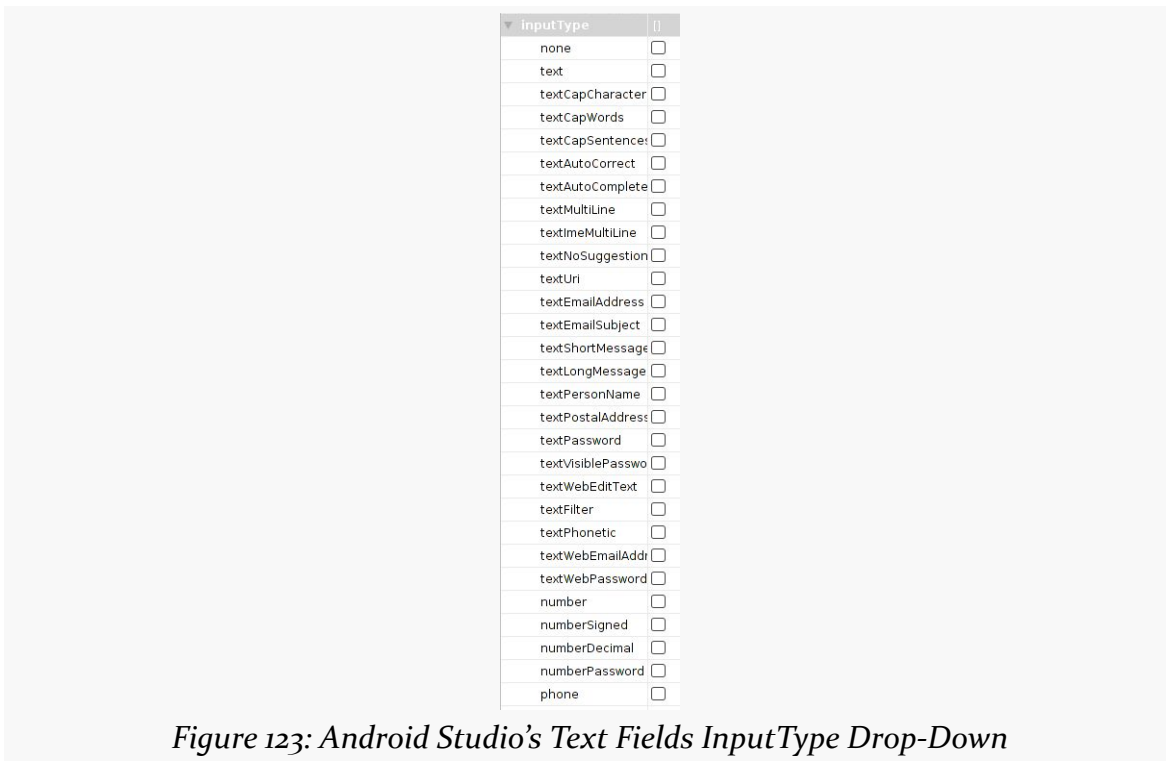 inputType []
none
text
textCapCharacter
textCapWords
textCapSentences
textAutoCorrect
textAutoComplete
textMultiLine
textImeMultiLine
textNoSuggestion
textUri
textEmailAddress
textEmailSubject
textShortMessage
textLongMessage
textPersonName
textPostalAddress
textPassword
textVisiblePasswo
textWebEditText
textFilter
textPhonetic
textWebEmailAddr
textWebPassword
number
numberSigned
numberDecimal
numberPassword
phone
Figure 123: Android Studio’s Text Fields InputType Drop-Down